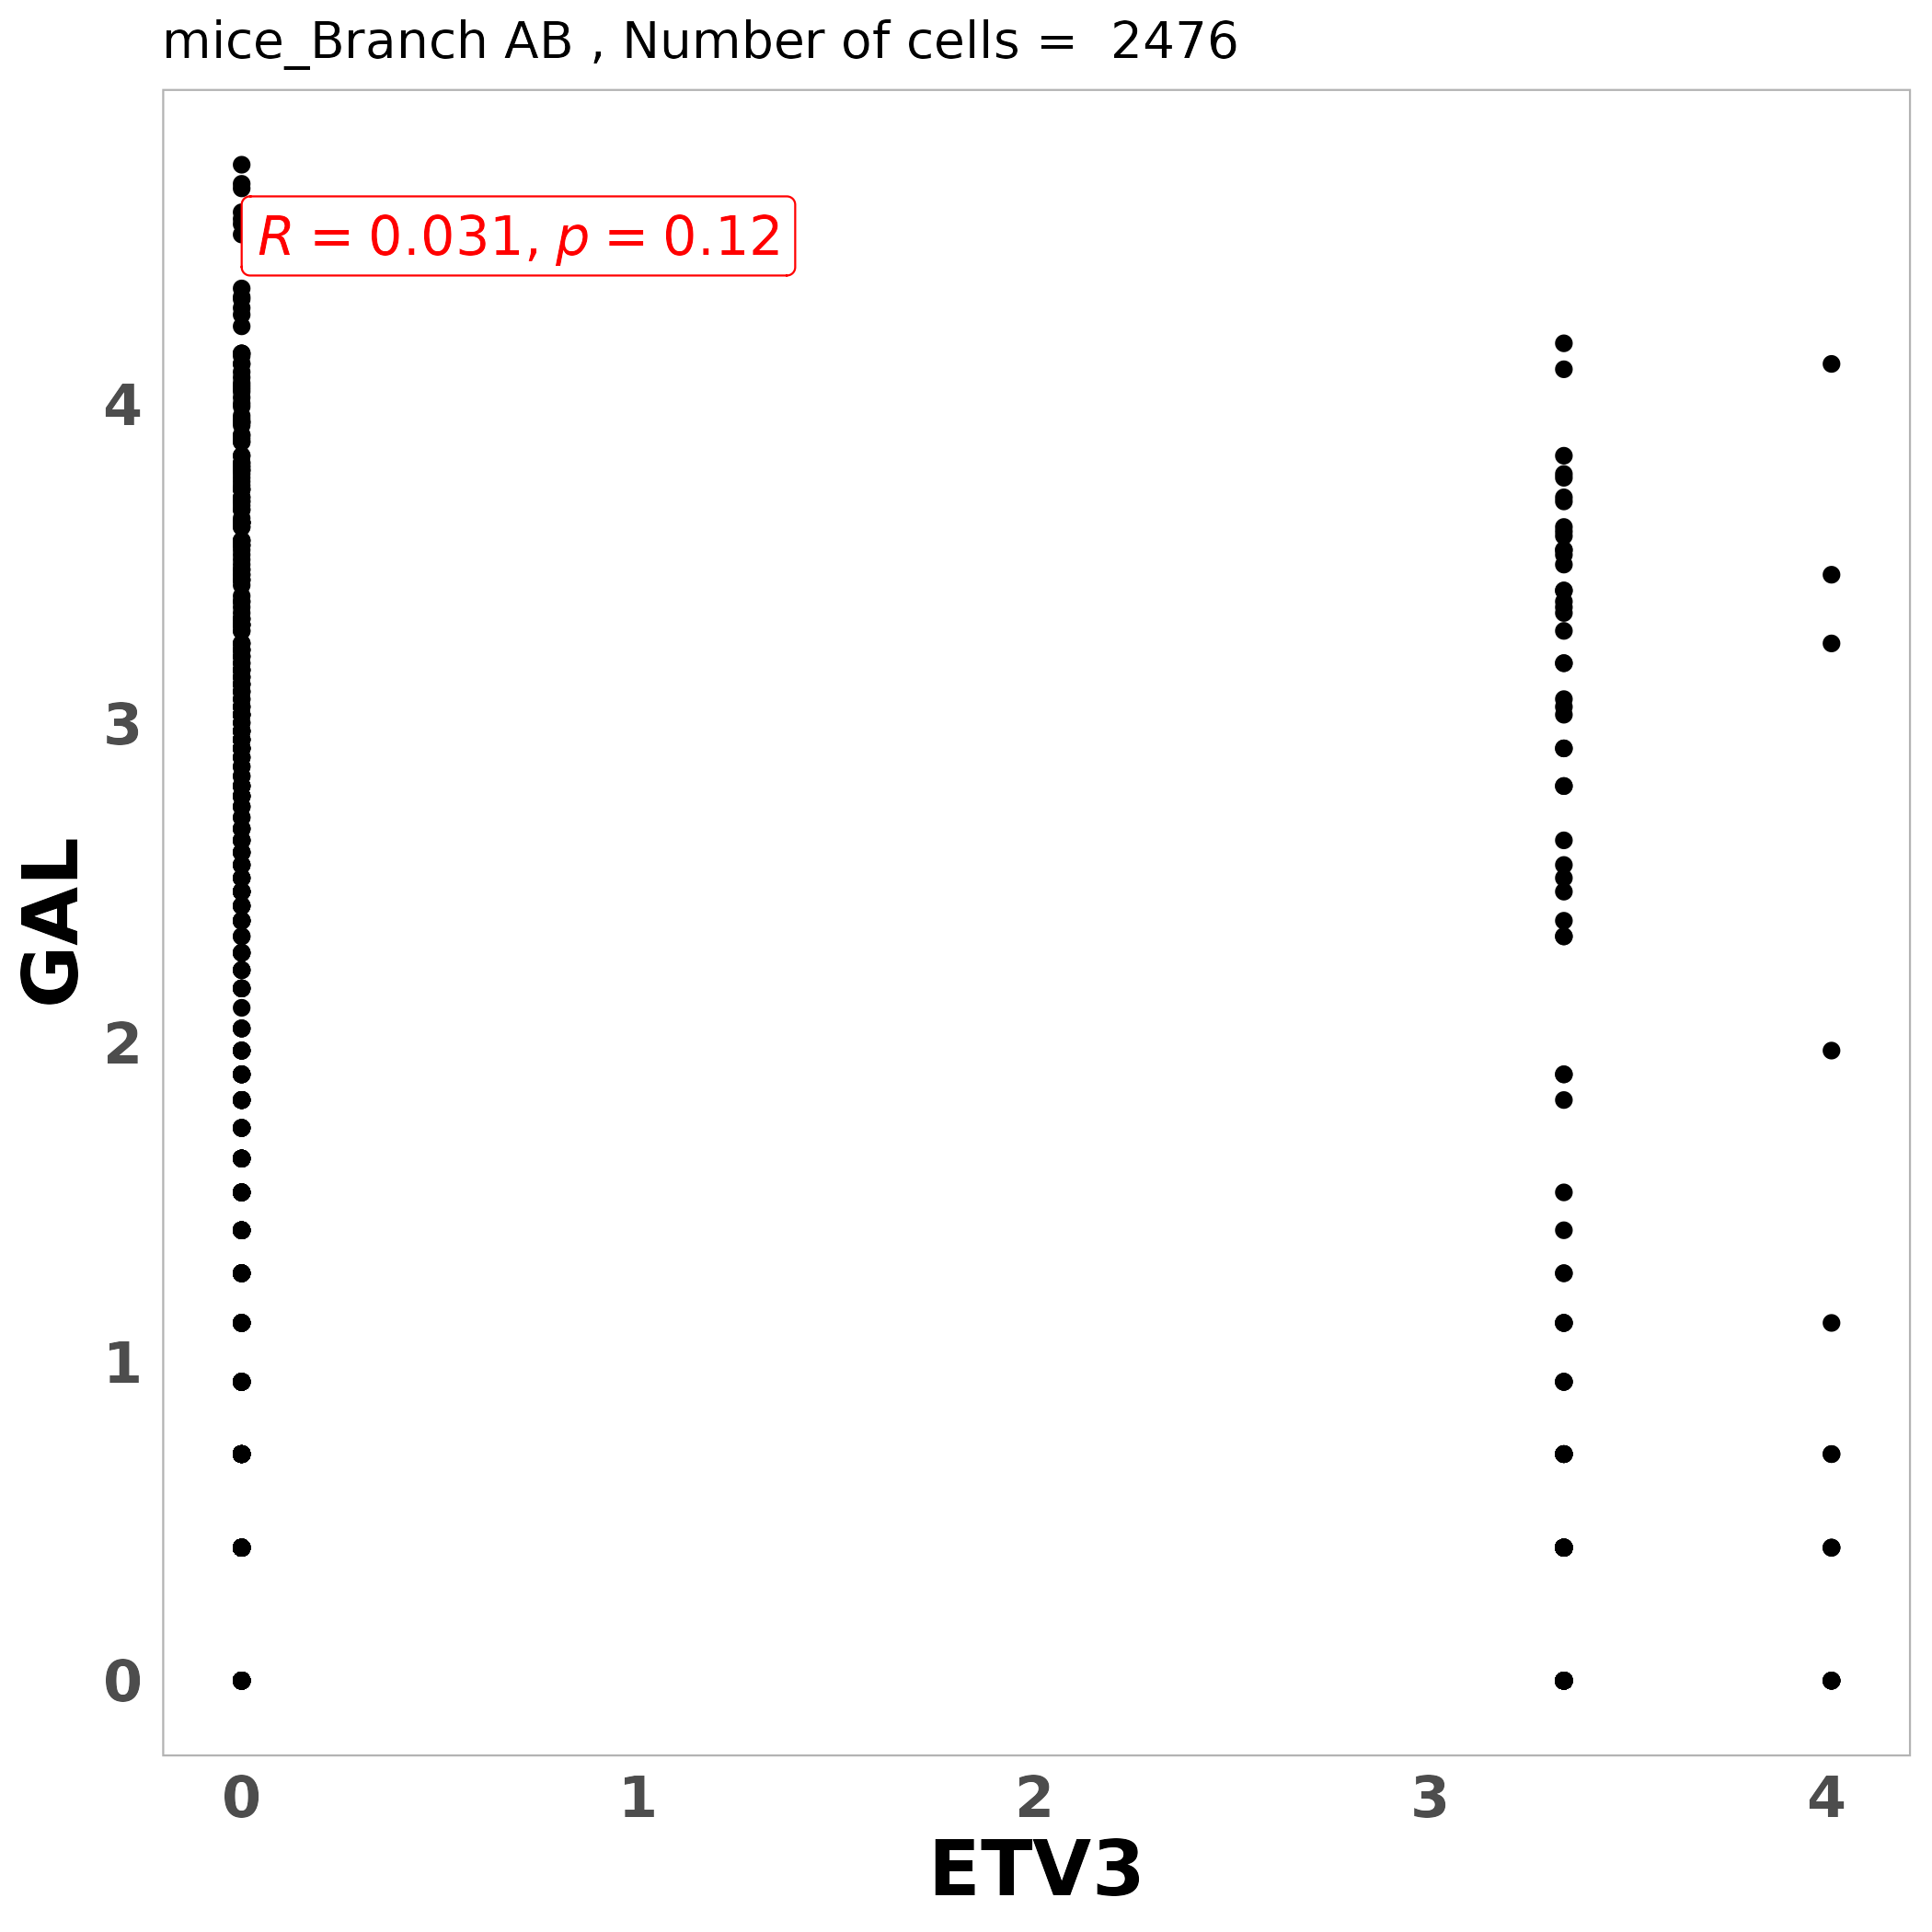 mice_Branch AB , Number of cells =  2476
R = 0.031, p = 0.12
4
3
2
1
0
GAL
0 1 2 3 4
ETV3